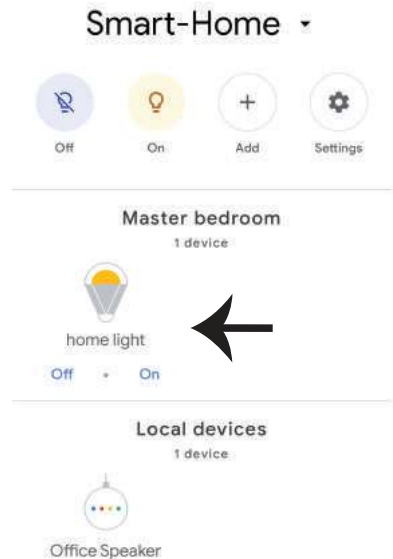 Smart-Home
Off On Add Settings
Master bedroom
1 device
home light
Off • On
Local devices
1 device
Office Speaker